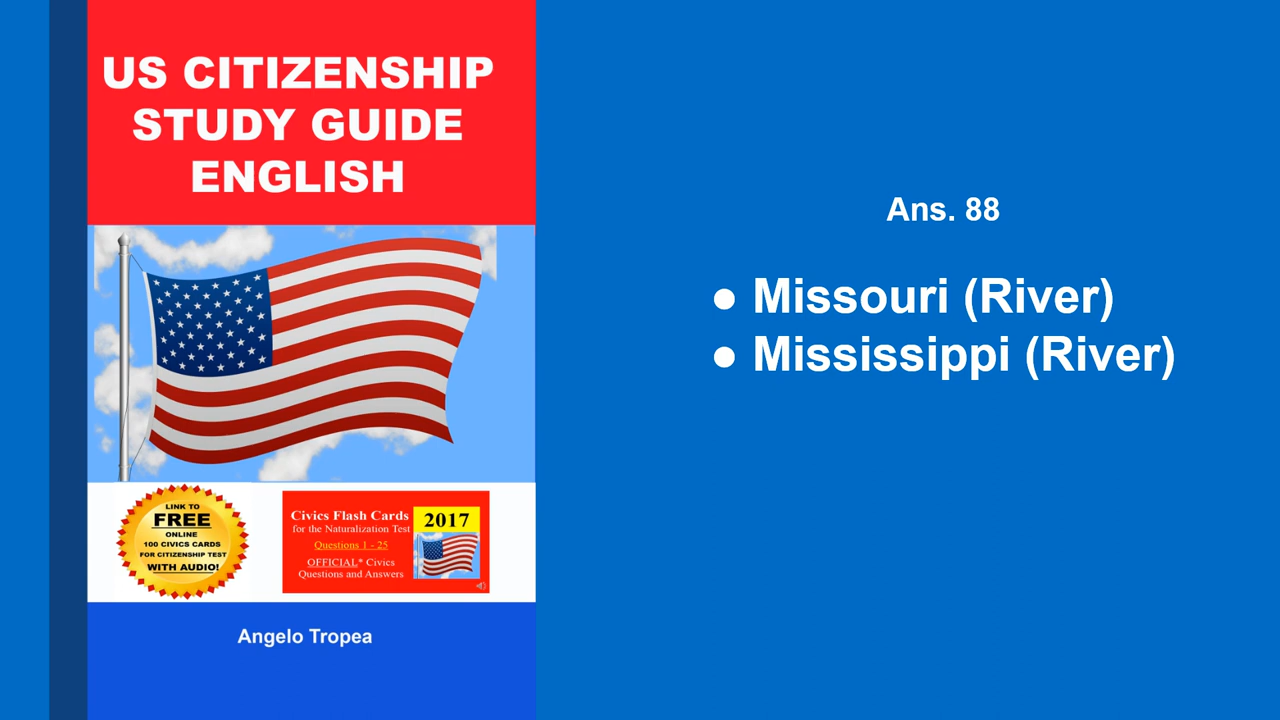 US CITIZENSHIP
STUDY GUIDE
ENGLISH
LINK TO
FREE
ONLINE
100 CIVICS CARDS
FOR CITIZENSHIP TEST
WITH AUDIO!
Civics Flash Cards
for the Naturalization Test
Questions 1 - 25
OFFICIAL* Civics
Questions and Answers
2017
Angelo Tropea
Ans. 88
● Missouri (River)
● Mississippi (River)